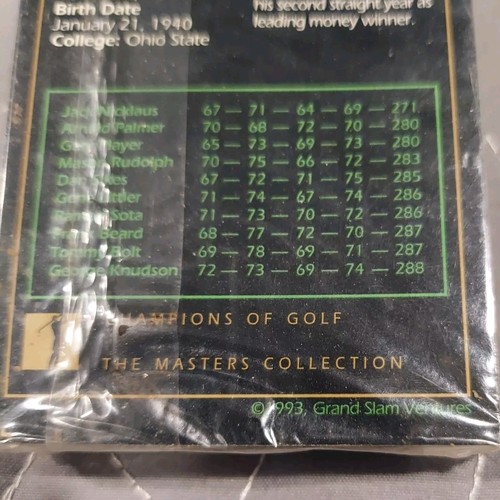 Birth Date
January 21, 1940
College: Ohio State
his second straight year as
leading money winner.
Jack Nicklaus 67 — 71 — 64 — 69 — 271
Arnold Palmer 70 — 68 — 72 — 70 — 280
Gary Player 65 — 73 — 69 — 73 — 280
Mason Rudolph 70 — 75 — 66 — 72 — 283
Dan Sikes 67 — 72 — 71 — 75 — 285
Gene Littler 71 — 74 — 67 — 74 — 286
Ramon Sota 71 — 73 — 70 — 72 — 286
Frank Beard 68 — 77 — 72 — 70 — 287
Tommy Bolt 69 — 78 — 69 — 71 — 287
George Knudson 72 — 73 — 69 — 74 — 288
CHAMPIONS OF GOLF
THE MASTERS COLLECTION
© 1993, Grand Slam Ventures